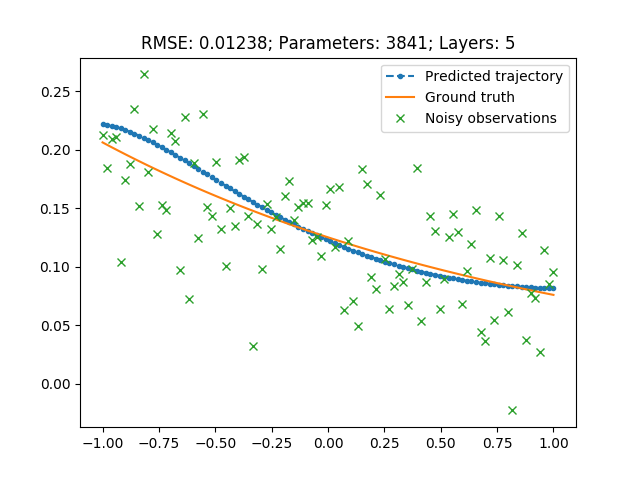 RMSE: 0.01238; Parameters: 3841; Layers: 5
Predicted trajectory
Ground truth
Noisy observations
0.25
0.20
0.15
0.10
0.05
0.00
−1.00 −0.75 −0.50 −0.25 0.00 0.25 0.50 0.75 1.00